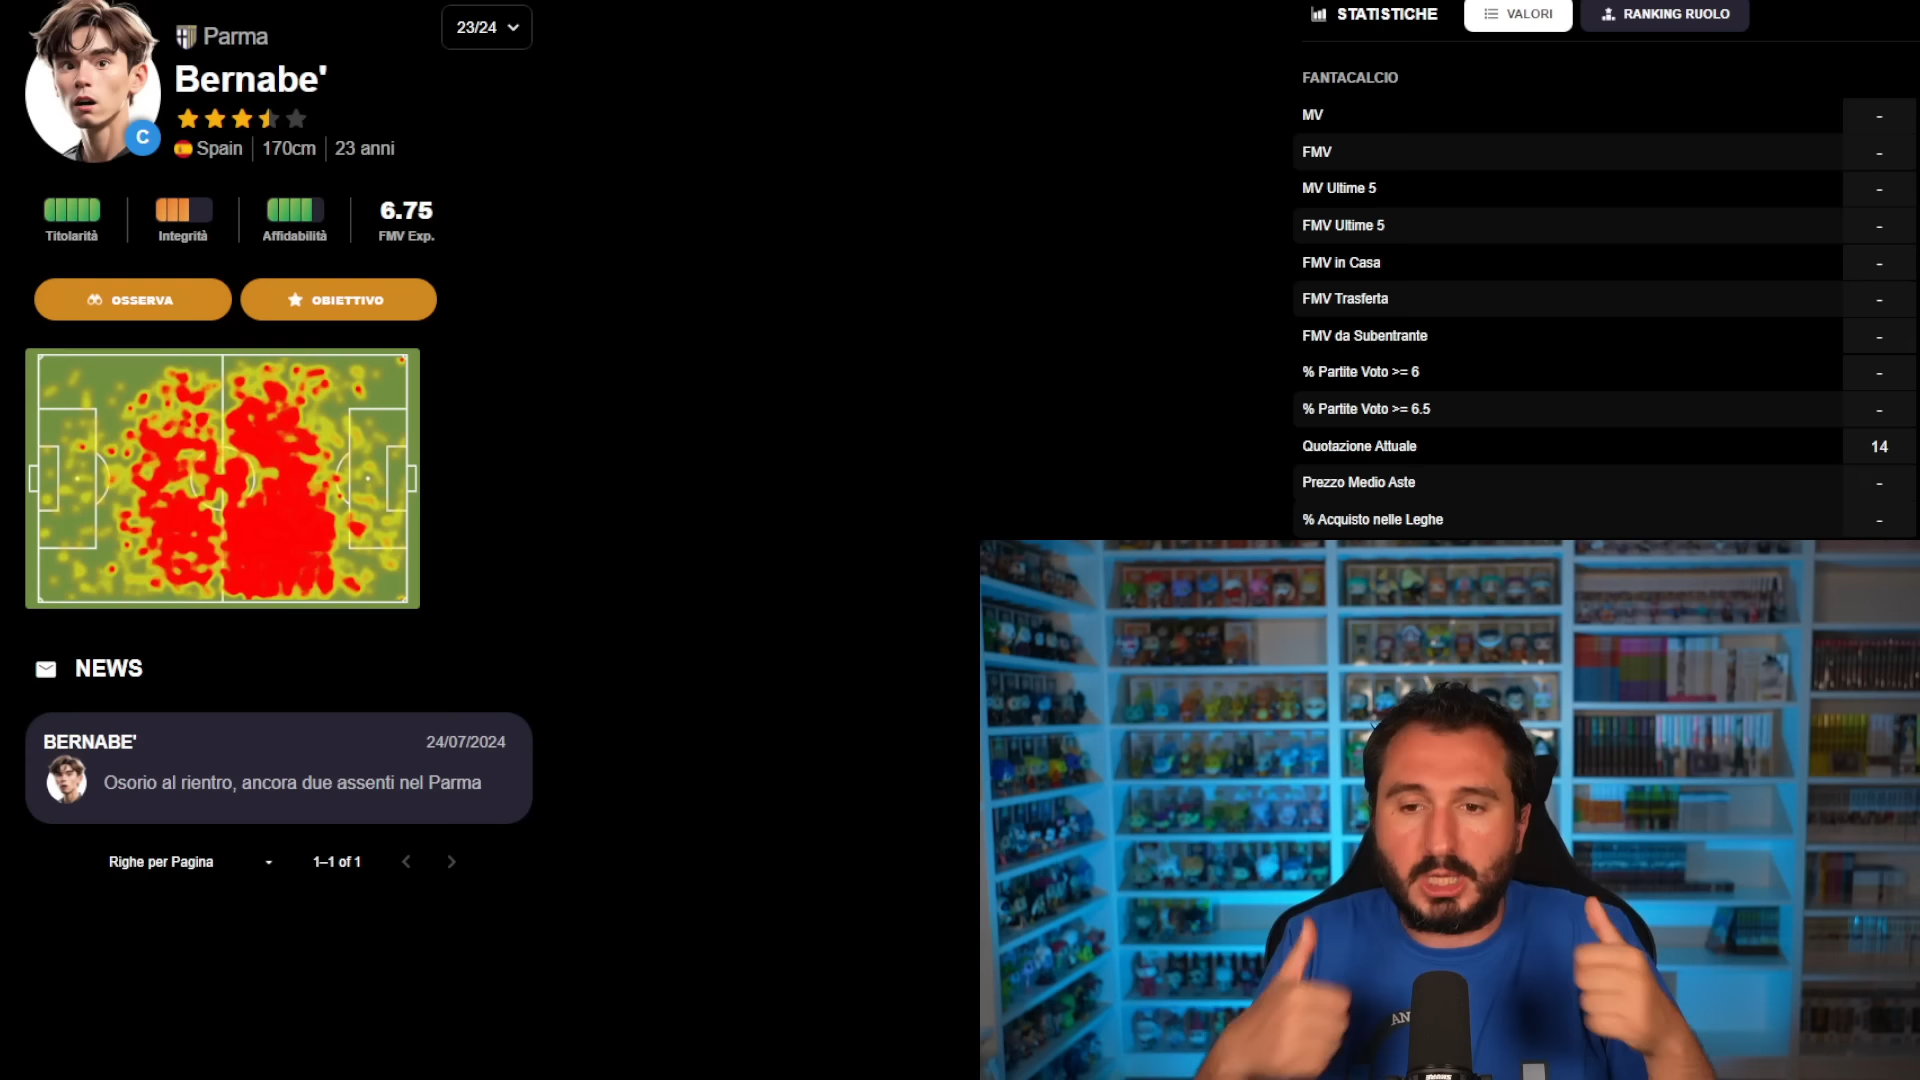 Parma
23/24
Bernabe'
C
Spain 170cm 23 anni
Titolarità
Integrità
Affidabilità
6.75
FMV Exp.
OSSERVA
OBIETTIVO
NEWS
BERNABE' 24/07/2024
Osorio al rientro, ancora due assenti nel Parma
Righe per Pagina
1–1 of 1
STATISTICHE VALORI RANKING RUOLO
FANTACALCIO
MV -
FMV -
MV Ultime 5 -
FMV Ultime 5 -
FMV in Casa -
FMV Trasferta -
FMV da Subentrante -
% Partite Voto >= 6 -
% Partite Voto >= 6.5 -
Quotazione Attuale 14
Prezzo Medio Aste -
% Acquisto nelle Leghe -
AN
SHURE